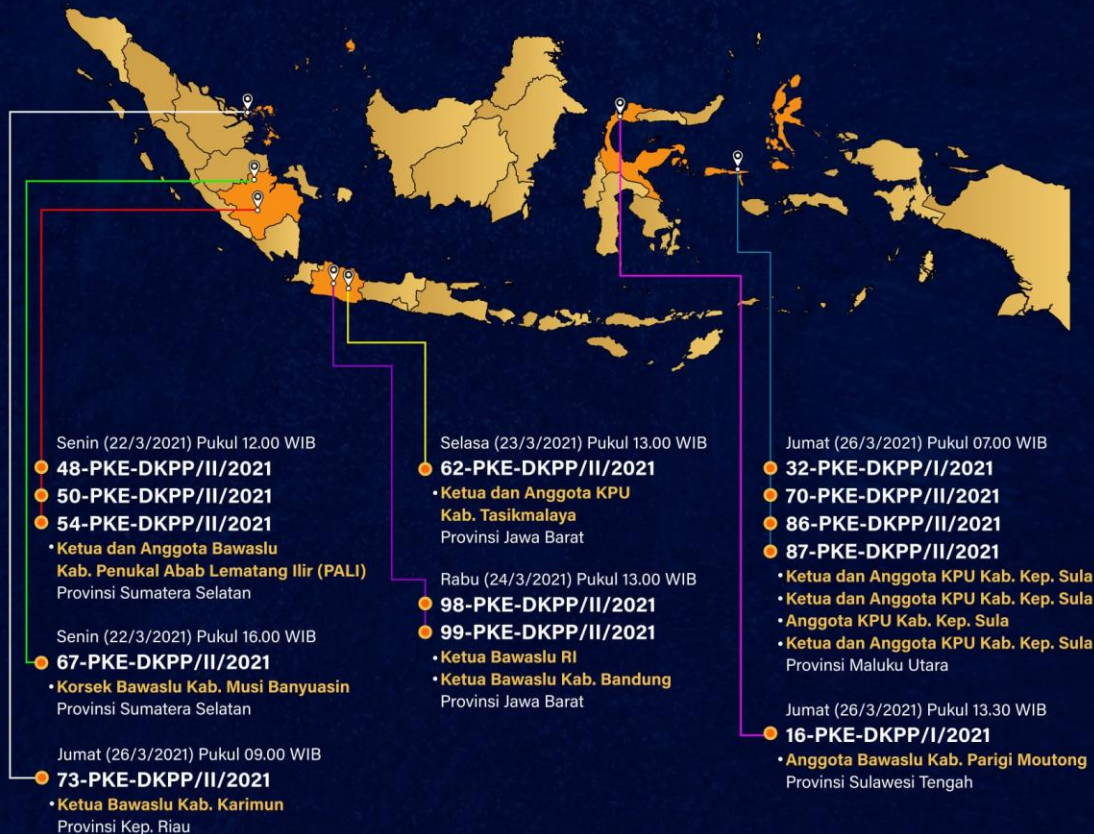 Senin (22/3/2021) Pukul 12.00 WIB
48-PKE-DKPP/II/2021
50-PKE-DKPP/II/2021
54-PKE-DKPP/II/2021
• Ketua dan Anggota Bawaslu
Kab. Penukal Abab Lematang Ilir (PALI)
Provinsi Sumatera Selatan
Senin (22/3/2021) Pukul 16.00 WIB
67-PKE-DKPP/II/2021
• Korsek Bawaslu Kab. Musi Banyuasin
Provinsi Sumatera Selatan
Jumat (26/3/2021) Pukul 09.00 WIB
73-PKE-DKPP/II/2021
• Ketua Bawaslu Kab. Karimun
Provinsi Kep. Riau
Selasa (23/3/2021) Pukul 13.00 WIB
62-PKE-DKPP/II/2021
• Ketua dan Anggota KPU
Kab. Tasikmalaya
Provinsi Jawa Barat
Rabu (24/3/2021) Pukul 13.00 WIB
98-PKE-DKPP/II/2021
99-PKE-DKPP/II/2021
• Ketua Bawaslu RI
• Ketua Bawaslu Kab. Bandung
Provinsi Jawa Barat
Jumat (26/3/2021) Pukul 07.00 WIB
32-PKE-DKPP/I/2021
70-PKE-DKPP/II/2021
86-PKE-DKPP/II/2021
87-PKE-DKPP/II/2021
• Ketua dan Anggota KPU Kab. Kep. Sula
• Ketua dan Anggota KPU Kab. Kep. Sula
• Anggota KPU Kab. Kep. Sula
• Ketua dan Anggota KPU Kab. Kep. Sula
Provinsi Maluku Utara
Jumat (26/3/2021) Pukul 13.30 WIB
16-PKE-DKPP/I/2021
• Anggota Bawaslu Kab. Parigi Moutong
Provinsi Sulawesi Tengah